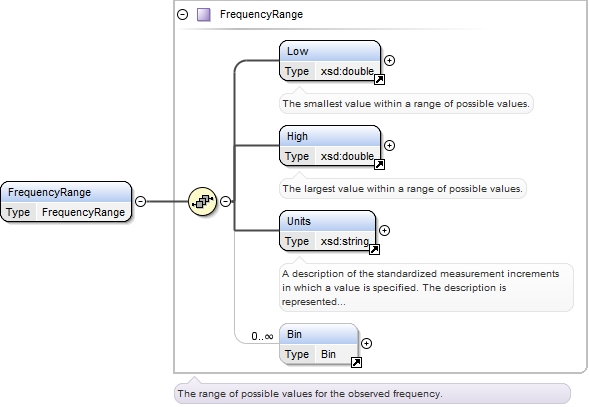 FrequencyRange
Low
Type xsd:double
The smallest value within a range of possible values.
High
Type xsd:double
The largest value within a range of possible values.
FrequencyRange
Type FrequencyRange
Units
Type xsd:string
A description of the standardized measurement increments
in which a value is specified. The description is
represented...
0..∞
Bin
Type Bin
The range of possible values for the observed frequency.